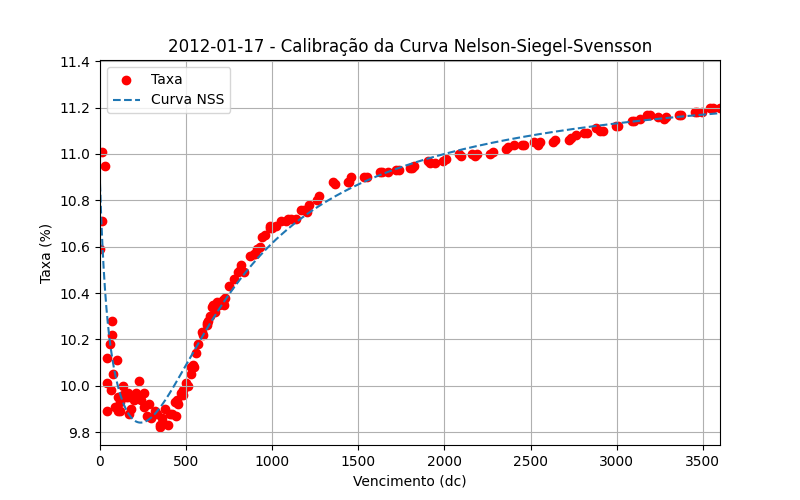 2012-01-17 - Calibração da Curva Nelson-Siegel-Svensson
Taxa
Curva NSS
Taxa (%)
11.4
11.2
11.0
10.8
10.6
10.4
10.2
10.0
9.8
0 500 1000 1500 2000 2500 3000 3500
Vencimento (dc)